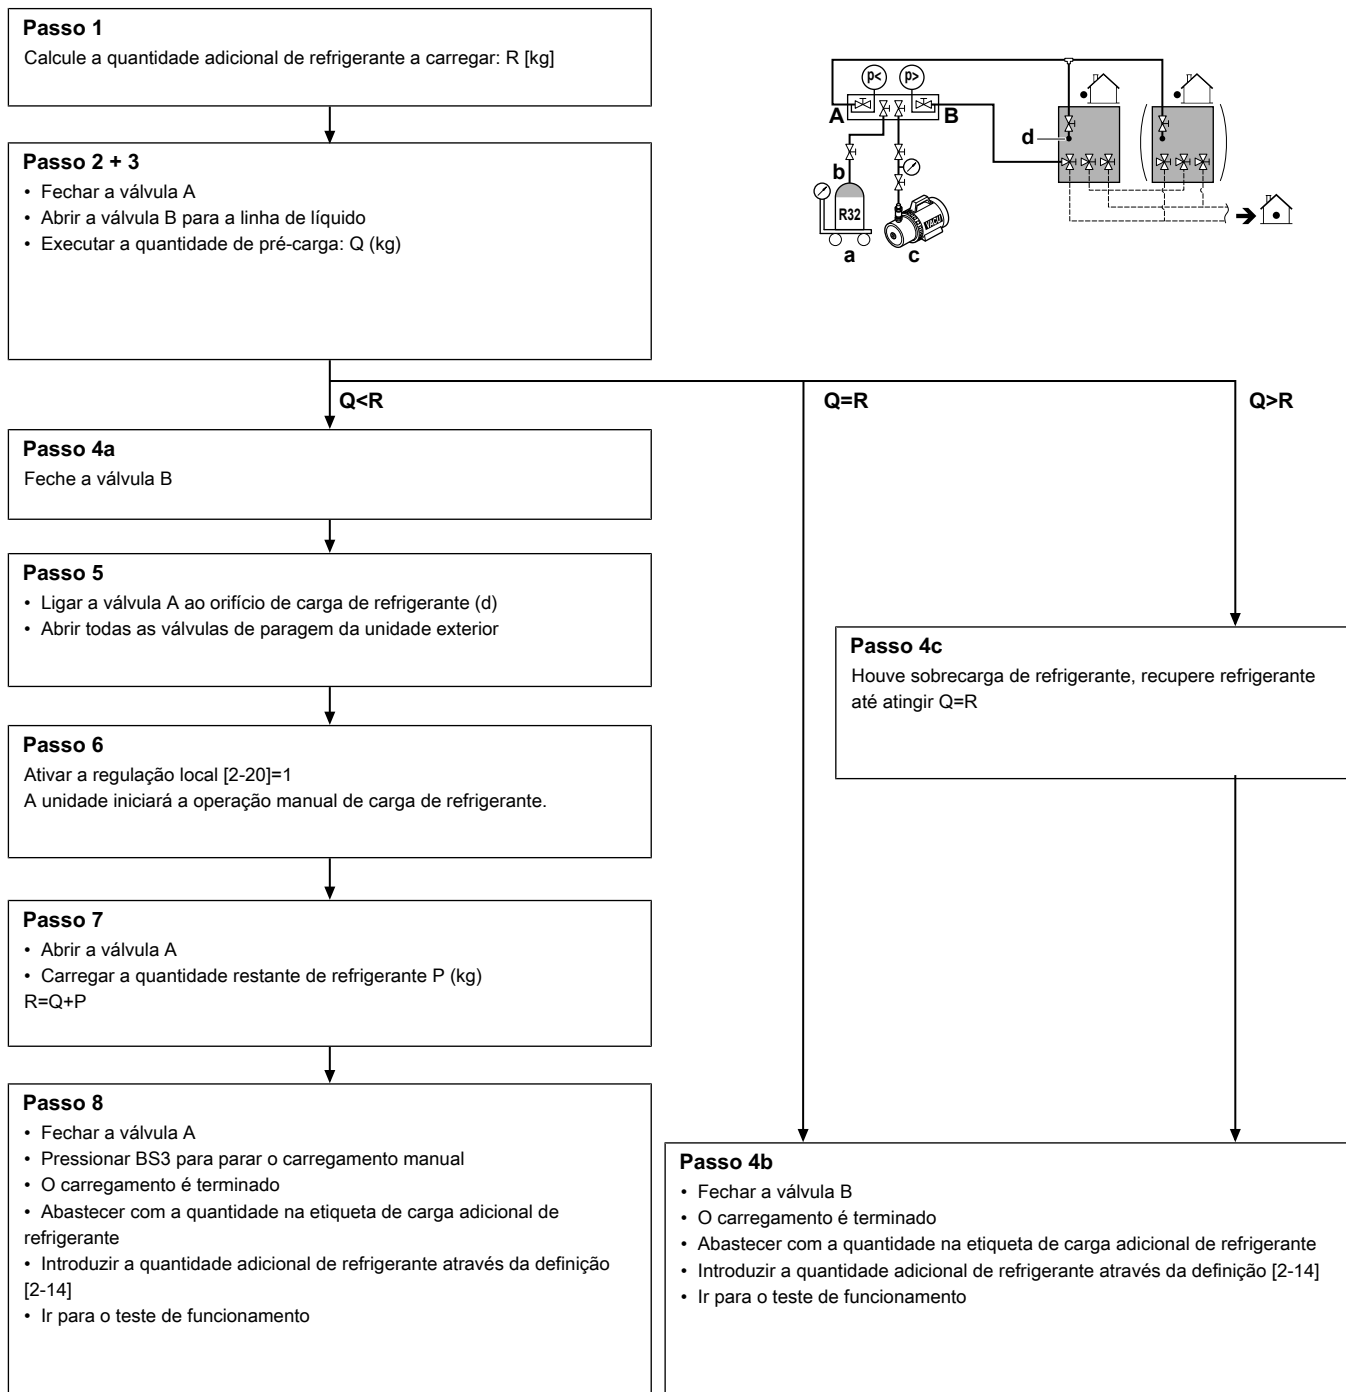 Passo 1
Calcule a quantidade adicional de refrigerante a carregar: R [kg]
p<
p>
A
B
b
R32
a
VACU
c
d
Passo 2 + 3
• Fechar a válvula A
• Abrir a válvula B para a linha de líquido
• Executar a quantidade de pré-carga: Q (kg)
Q<R
Q=R
Q>R
Passo 4a
Feche a válvula B
Passo 5
• Ligar a válvula A ao orifício de carga de refrigerante (d)
• Abrir todas as válvulas de paragem da unidade exterior
Passo 4c
Houve sobrecarga de refrigerante, recupere refrigerante
até atingir Q=R
Passo 6
Ativar a regulação local [2-20]=1
A unidade iniciará a operação manual de carga de refrigerante.
Passo 7
• Abrir a válvula A
• Carregar a quantidade restante de refrigerante P (kg)
R=Q+P
Passo 8
• Fechar a válvula A
• Pressionar BS3 para parar o carregamento manual
• O carregamento é terminado
• Abastecer com a quantidade na etiqueta de carga adicional de
refrigerante
• Introduzir a quantidade adicional de refrigerante através da definição
[2-14]
• Ir para o teste de funcionamento
Passo 4b
• Fechar a válvula B
• O carregamento é terminado
• Abastecer com a quantidade na etiqueta de carga adicional de refrigerante
• Introduzir a quantidade adicional de refrigerante através da definição [2-14]
• Ir para o teste de funcionamento